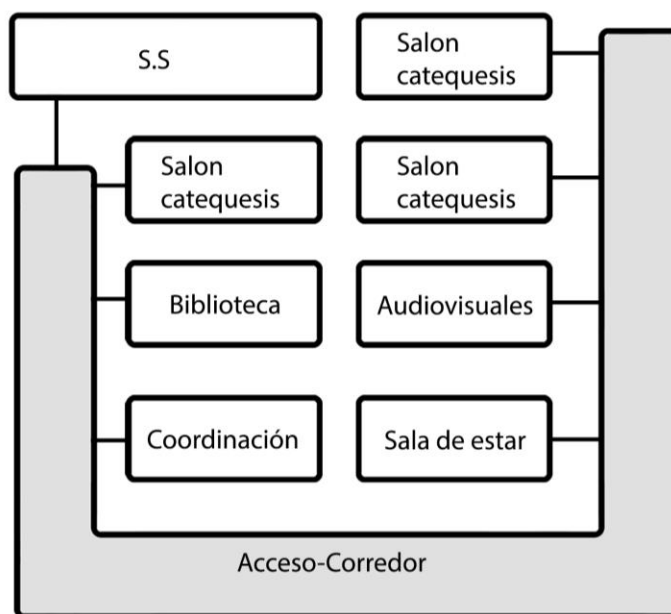 S.S
Salon
catequesis
Salon
catequesis
Salon
catequesis
Biblioteca
Audiovisuales
Coordinación
Sala de estar
Acceso-Corredor